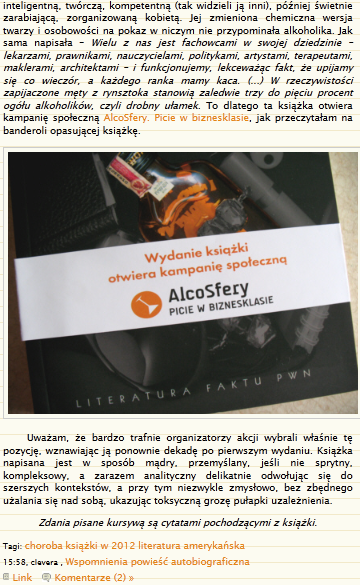 inteligentną, twórczą, kompetentną (tak widzieli ją inni), później świetnie
zarabiającą, zorganizowaną kobietą. Jej zmieniona chemiczna wersja
twarzy i osobowości na pokaz w niczym nie przypominała alkoholika. Jak
sama napisała – Wielu z nas jest fachowcami w swojej dziedzinie –
lekarzami, prawnikami, nauczycielami, politykami, artystami, terapeutami,
maklerami, architektami – i funkcjonujemy, lekceważąc fakt, że upijamy
się co wieczór, a każdego ranka mamy kaca. (...) W rzeczywistości
zapijaczone męty z rynsztoka stanowią zaledwie trzy do pięciu procent
ogółu alkoholików, czyli drobny ułamek. To dlatego ta książka otwiera
kampanię społeczną AlcoSfery. Picie w biznesklasie, jak przeczytałam na
banderoli opasującej książkę.
Wydanie książki
otwiera kampanię społeczną
AlcoSfery
PICIE W BIZNESKLASIE
LITERATURA FAKTU PWN
Uważam, że bardzo trafnie organizatorzy akcji wybrali właśnie tę
pozycję, wznawiając ją ponownie dekadę po pierwszym wydaniu. Książka
napisana jest w sposób mądry, przemyślany, jeśli nie sprytny,
kompleksowy, a zarazem analityczny delikatnie odwołując się do
szerszych kontekstów, a przy tym niezwykle zmysłowo, bez zbędnego
użalania się nad sobą, ukazując toksyczną grozę pułapki uzależnienia.
Zdania pisane kursywą są cytatami pochodzącymi z książki.
Tagi: choroba książki w 2012 literatura amerykańska
15:58, clevera , Wspomnienia powieść autobiograficzna
Link Komentarze (2) »